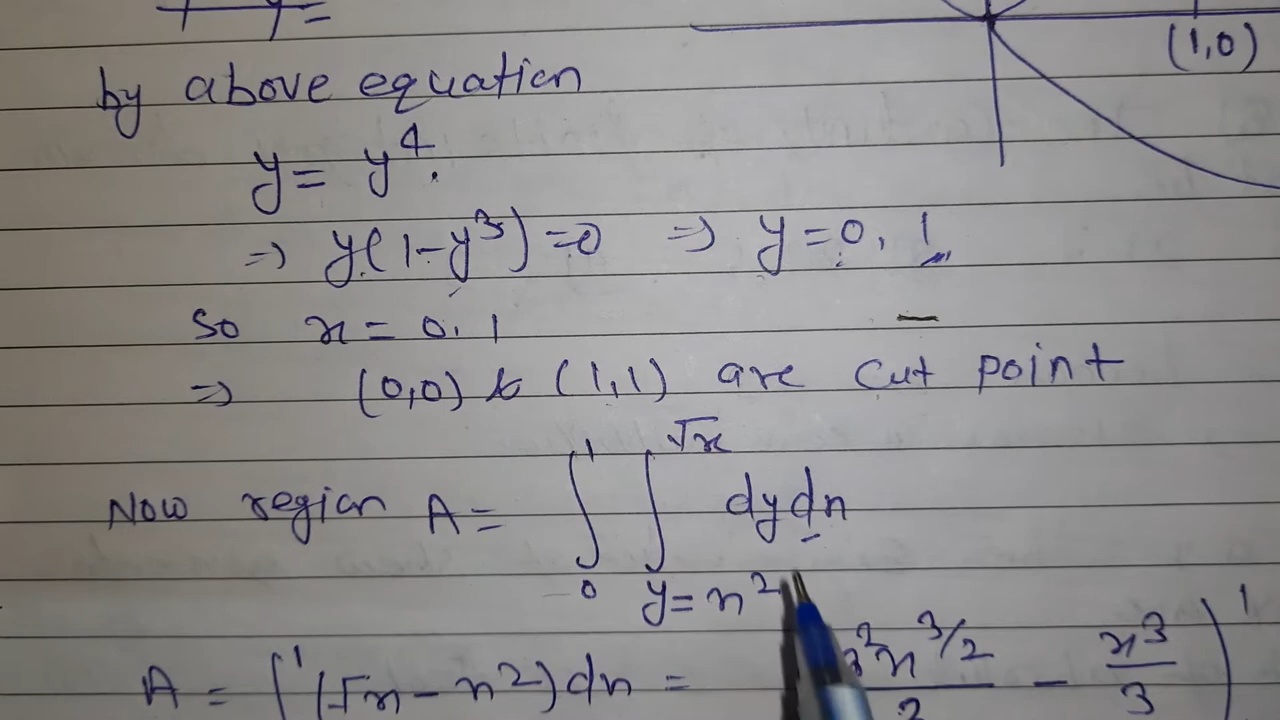 y=
(1,0)
by above equation
y = y⁴.
⇒ y(1-y³)=0 ⇒ y=0, 1
So x = 0, 1
⇒ (0,0) & (1,1) are cut point
Now region A = ∫₀¹ ∫_{y=x²}^{√x} dy dx
A = ∫¹ (√x - x²) dx = x^{3/2} - x³/3 )¹